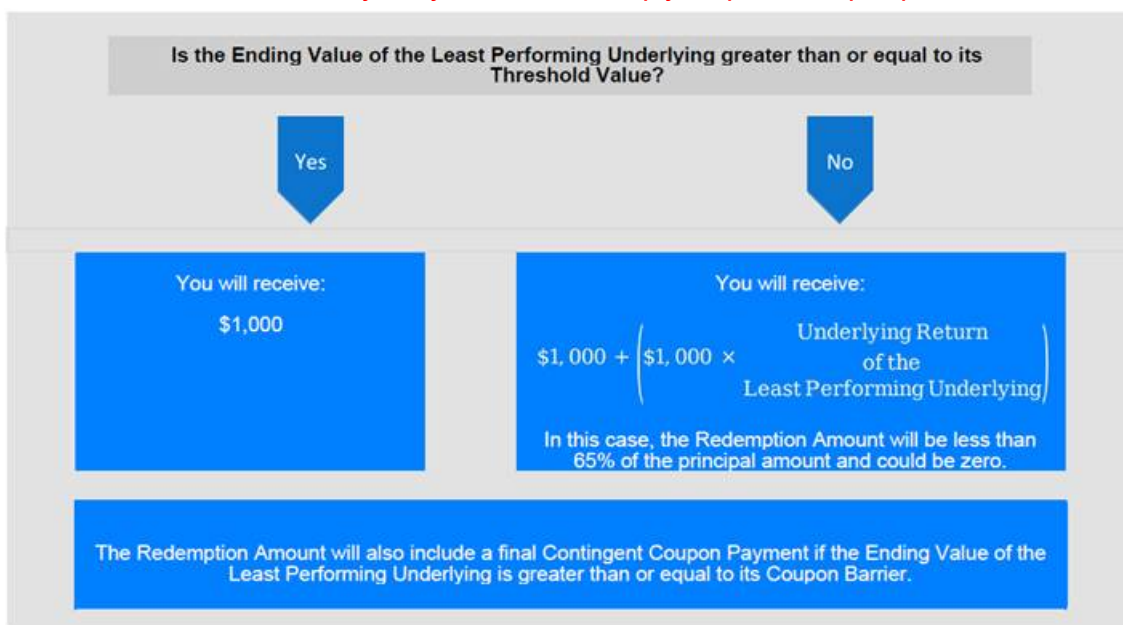 Is the Ending Value of the Least Performing Underlying greater than or equal to its
Threshold Value?
Yes
No
You will receive:
$1,000
You will receive:
$1,000 + ($1,000 × Underlying Return
of the
Least Performing Underlying)
In this case, the Redemption Amount will be less than
65% of the principal amount and could be zero.
The Redemption Amount will also include a final Contingent Coupon Payment if the Ending Value of the
Least Performing Underlying is greater than or equal to its Coupon Barrier.